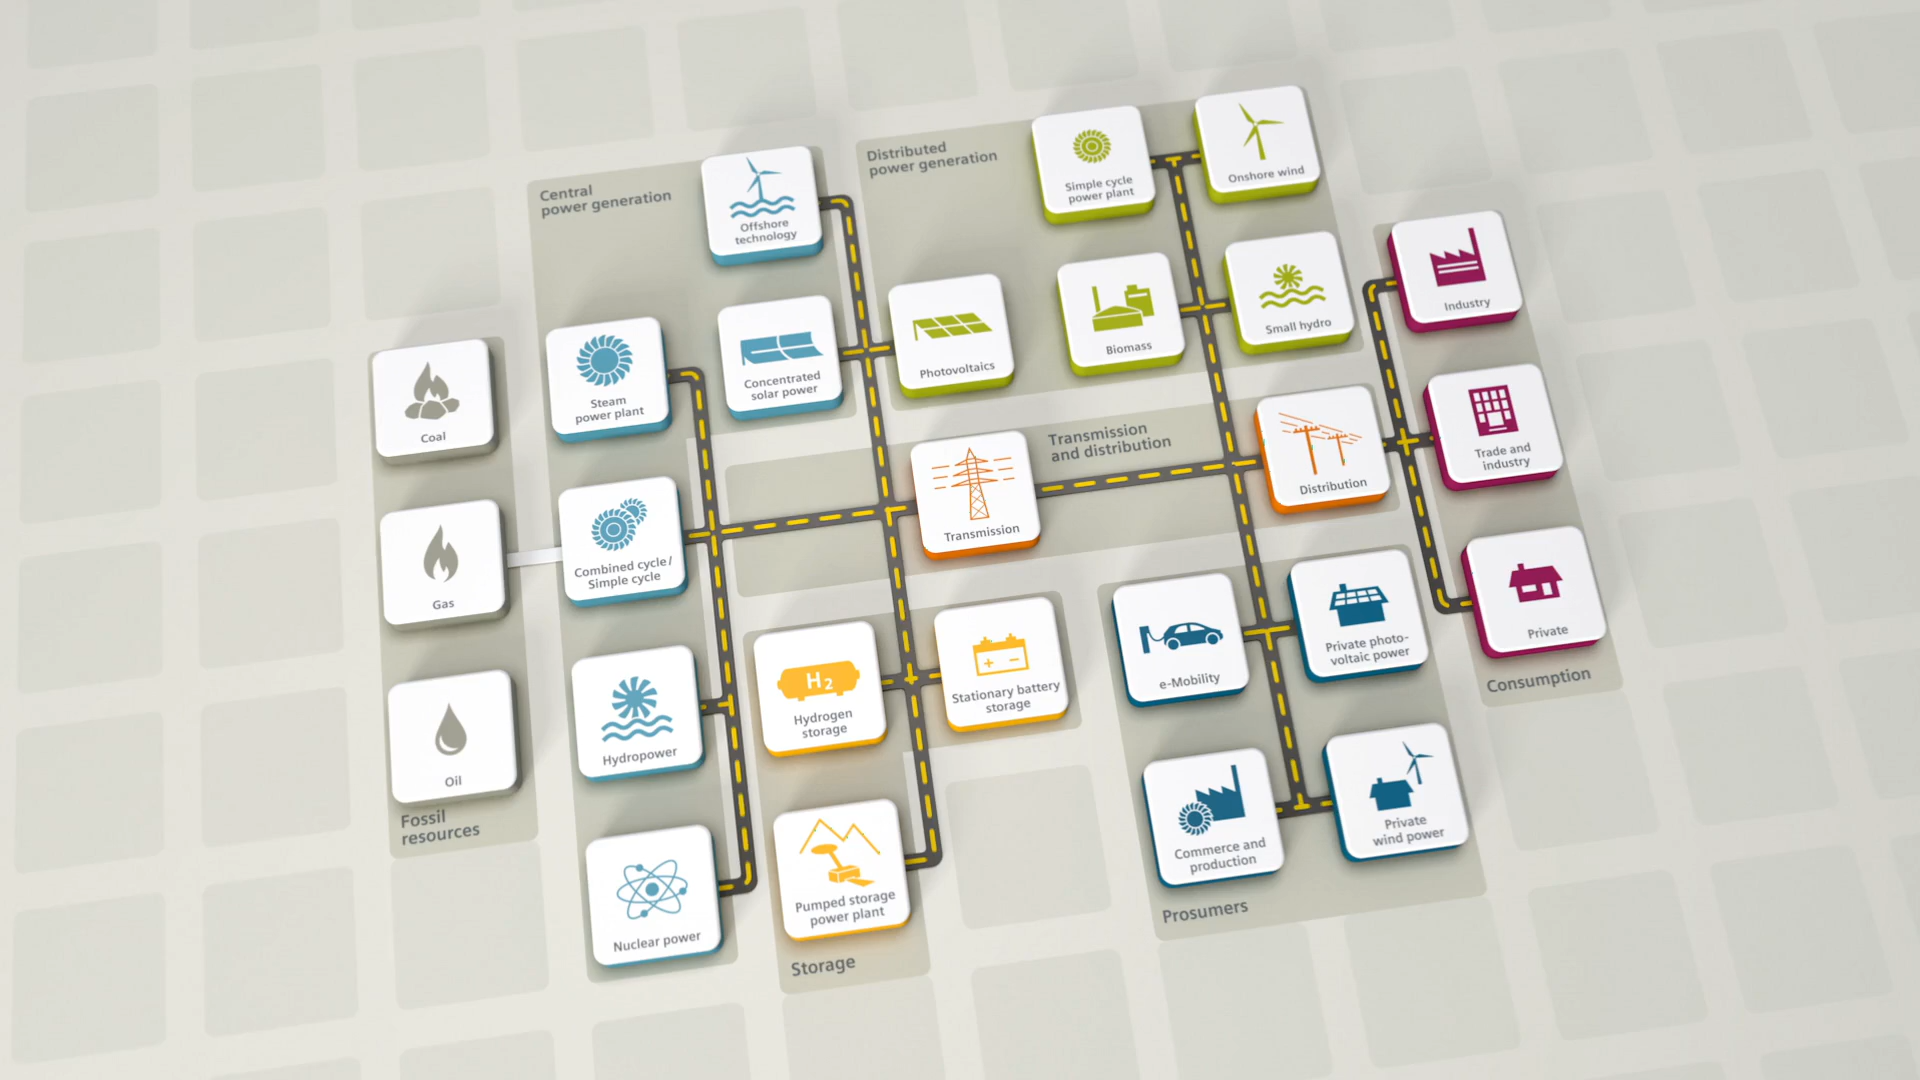 Central
power generation
Offshore
technology
Steam
power plant
Concentrated
solar power
Combined cycle/
Simple cycle
Hydropower
Nuclear power
Coal
Gas
Oil
Fossil
resources
Distributed
power generation
Simple cycle
power plant
Onshore wind
Photovoltaics
Biomass
Small hydro
Transmission
and distribution
Transmission
Distribution
Industry
Trade and
industry
Private
Consumption
H2
Hydrogen
storage
Stationary battery
storage
Pumped storage
power plant
Storage
e-Mobility
Private photo-
voltaic power
Commerce and
production
Private
wind power
Prosumers